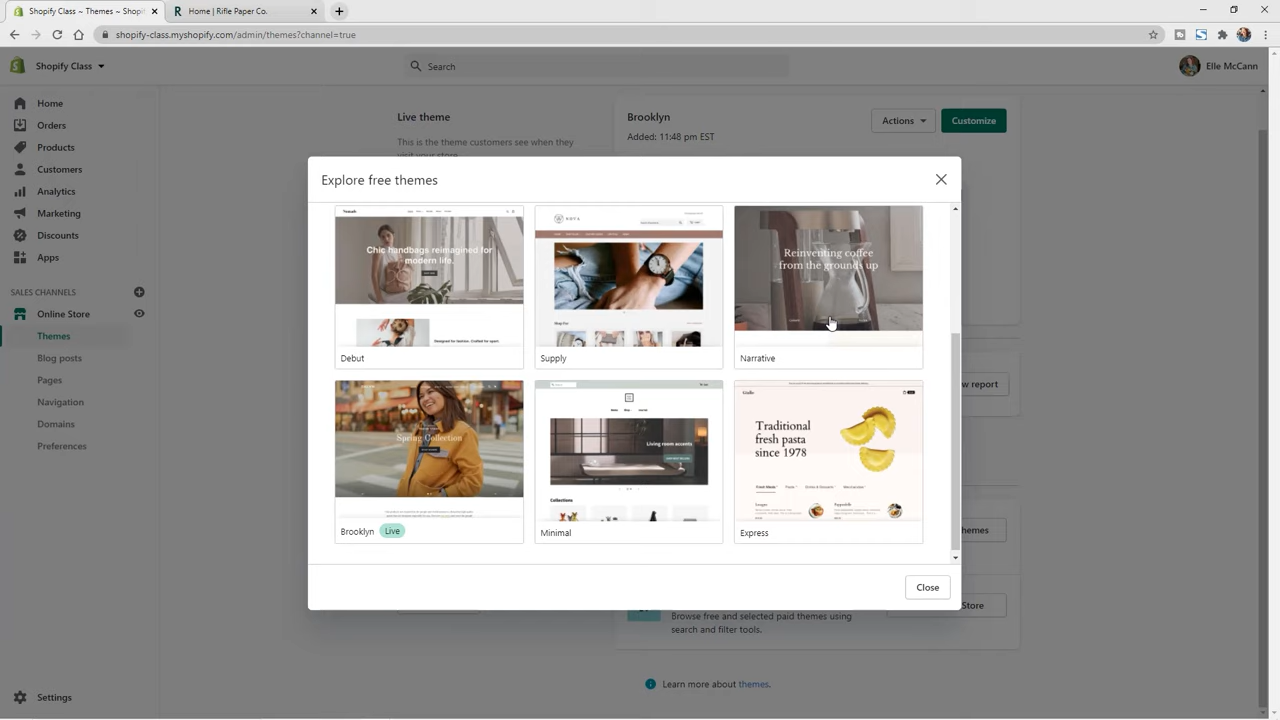 Shopify Class ~ Themes ~ Shopi
Home | Rifle Paper Co.
shopify-class.myshopify.com/admin/themes?channel=true
Shopify Class
Search
Elle McCann
Home
Orders
Products
Customers
Analytics
Marketing
Discounts
Apps
SALES CHANNELS
Online Store
Themes
Blog posts
Pages
Navigation
Domains
Preferences
Settings
Live theme
This is the theme customers see when they
visit your store
Brooklyn
Added: 11:48 pm EST
Actions
Customize
Explore free themes
Chic handbags reimagined for
modern life.
Debut
Supply
Reinventing coffee
from the grounds up
Narrative
Spring Collection
Brooklyn
Live
Living room accents
Collections
Minimal
Traditional
fresh pasta
since 1978
Express
Close
w report
hemes
Store
Browse free and selected paid themes using
search and filter tools.
Learn more about themes.